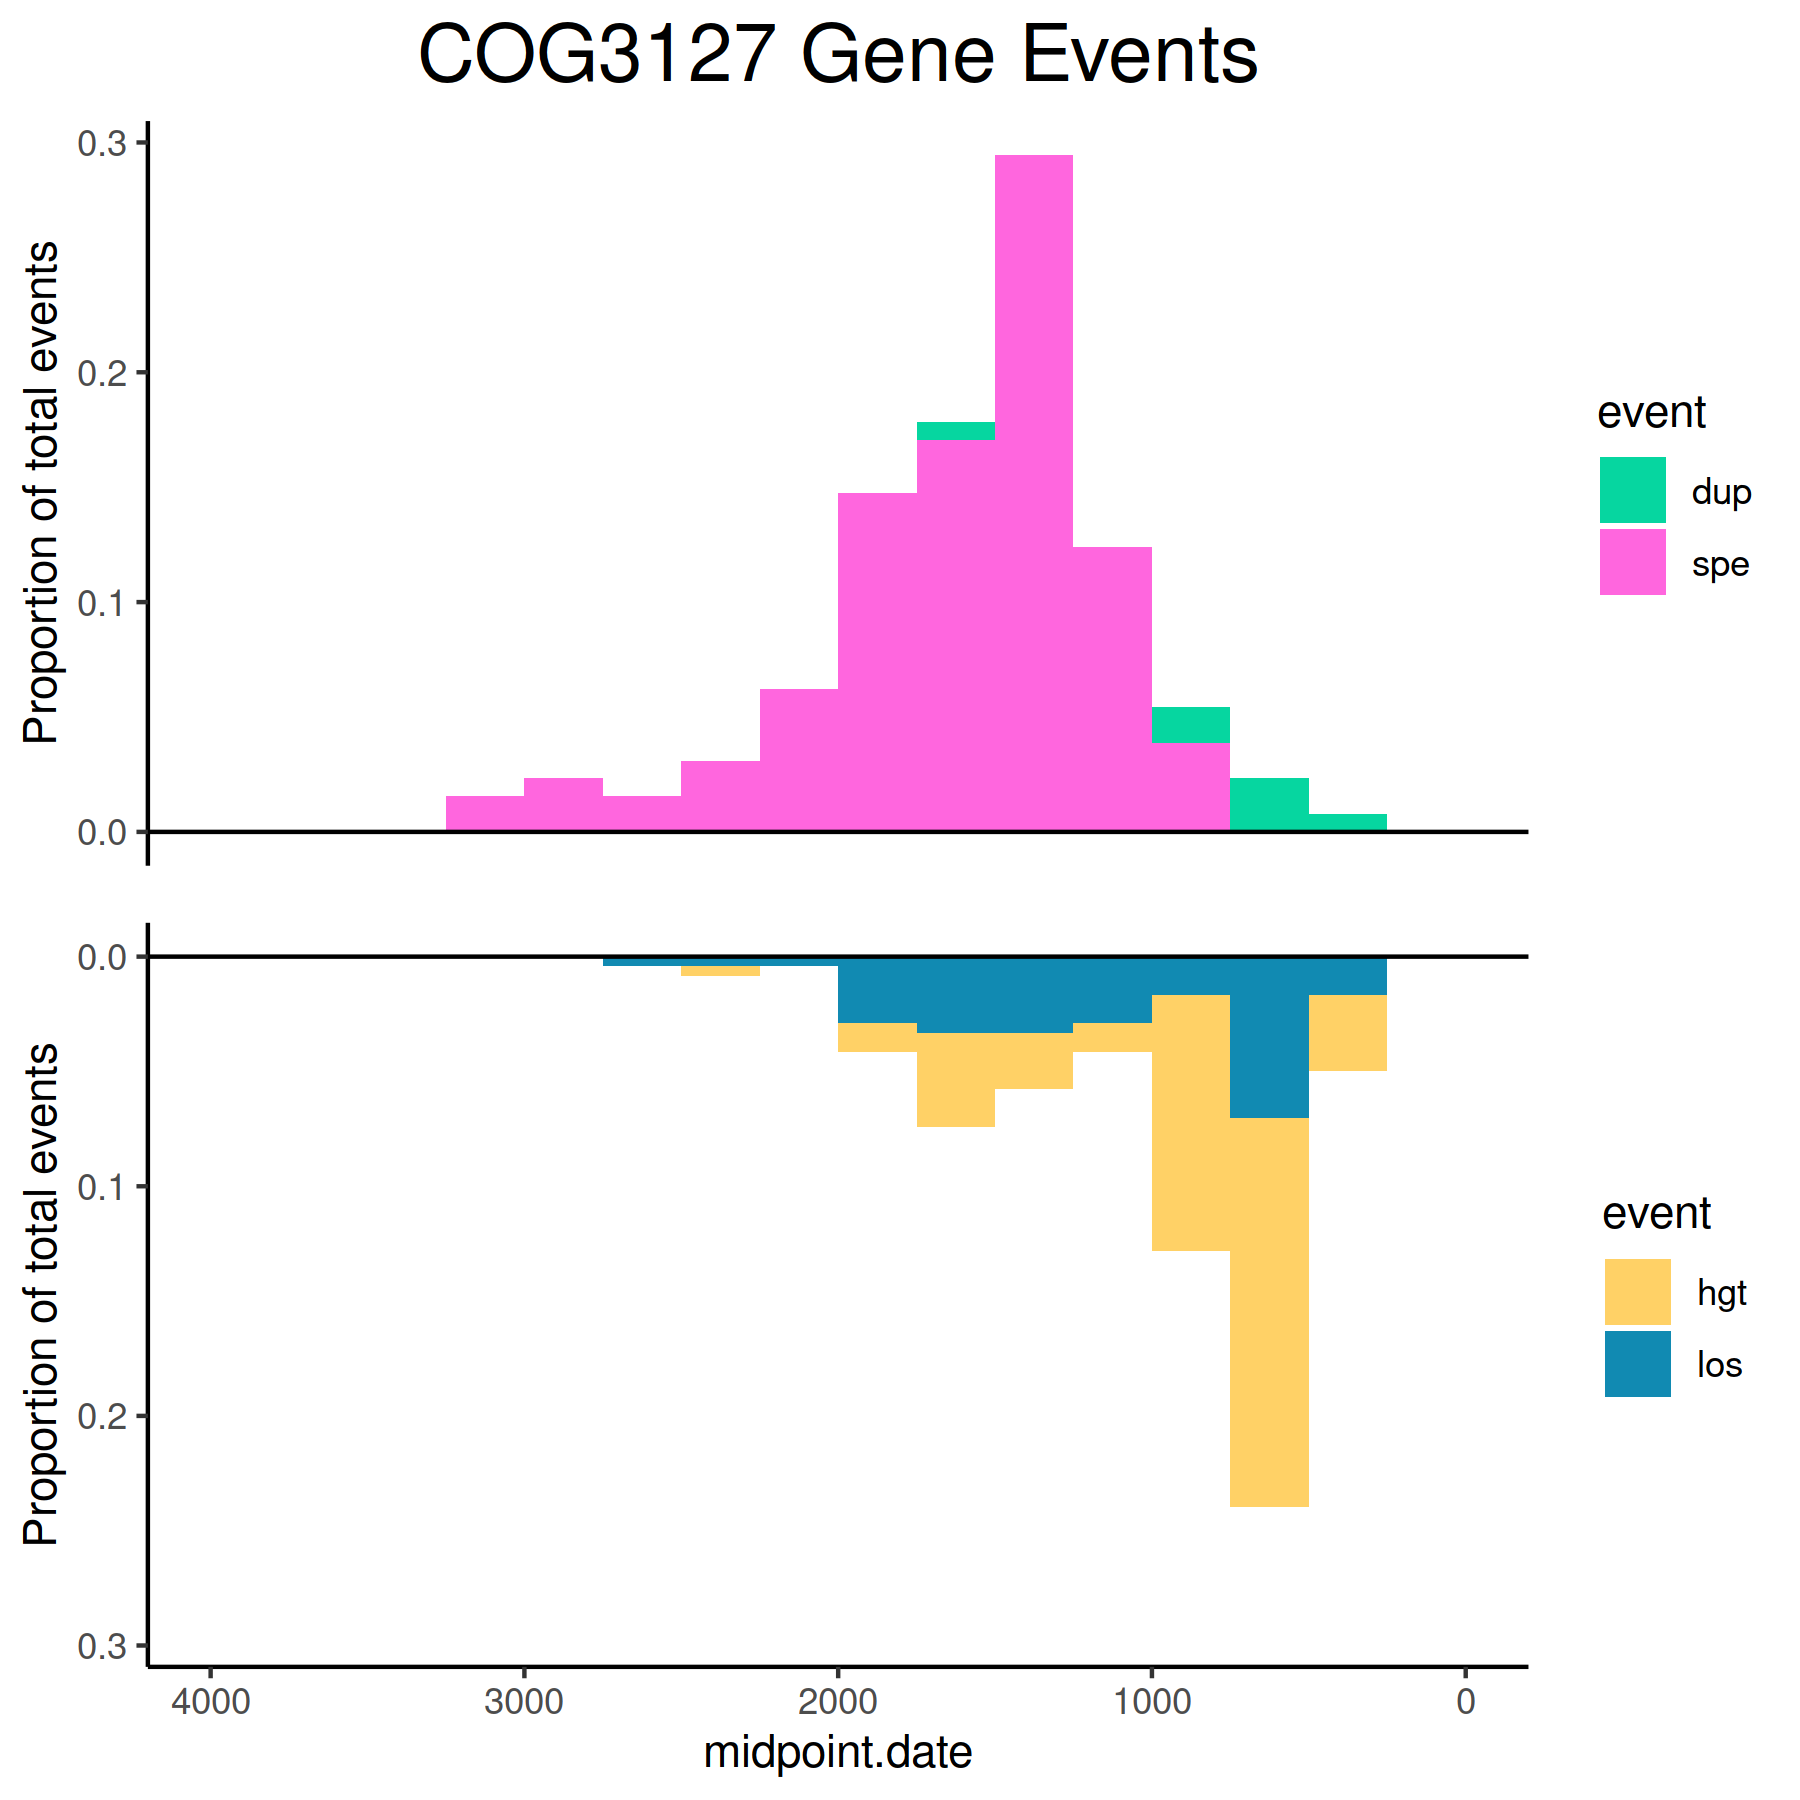 COG3127 Gene Events
0.3
0.2
0.1
0.0
Proportion of total events
event
dup
spe
0.0
0.1
0.2
0.3
Proportion of total events
event
hgt
los
4000 3000 2000 1000 0
midpoint.date